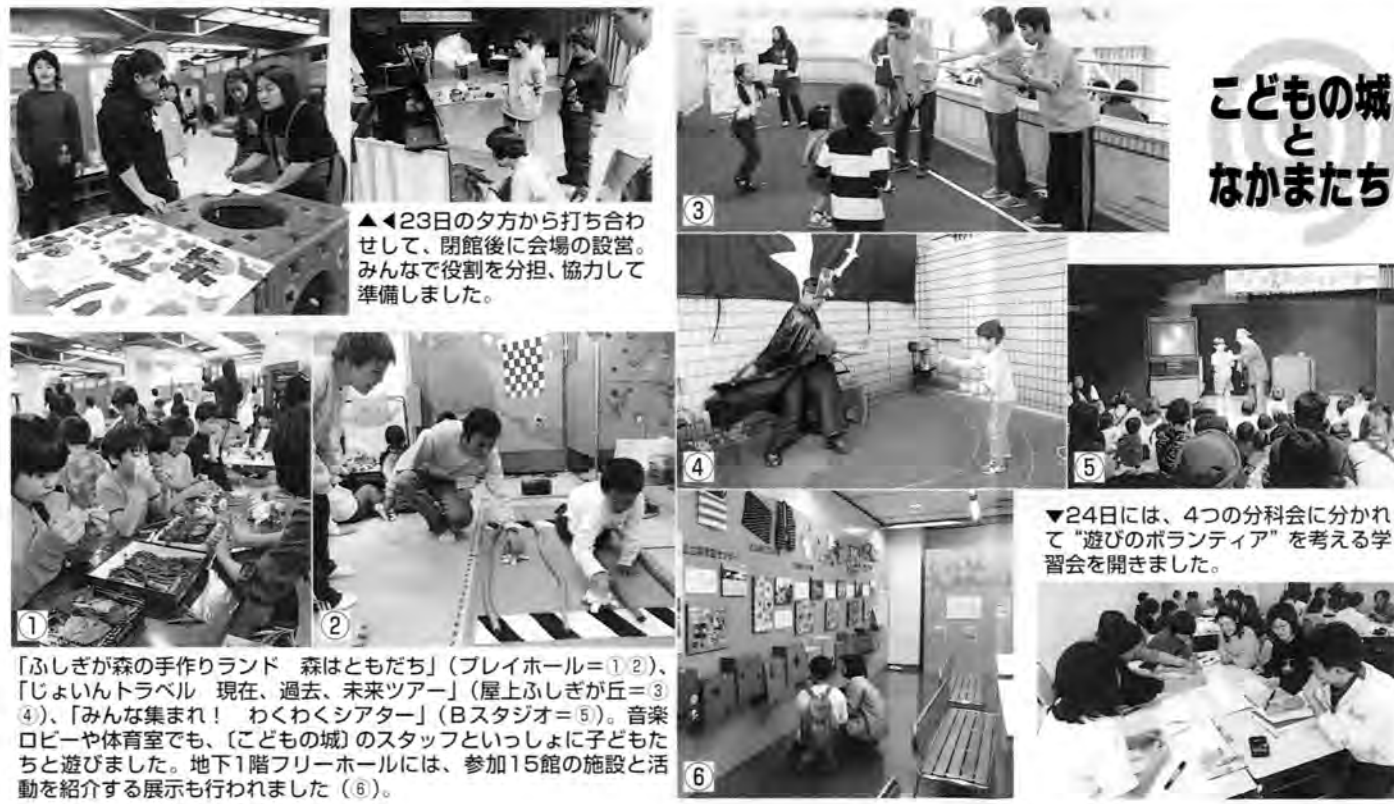 こどもの城
と
なかまたち
▲◀23日の夕方から打ち合わ
せして、閉館後に会場の設営。
みんなで役割を分担、協力して
準備しました。
③
④
⑤
①
②
▼24日には、4つの分科会に分かれ
て“遊びのボランティア”を考える学
習会を開きました。
「ふしぎが森の手作りランド　森はともだち」（プレイホール＝①②）、
「じょいんトラベル　現在、過去、未来ツアー」（屋上ふしぎが丘＝③
④）、「みんな集まれ！　わくわくシアター」（Bスタジオ＝⑤）。音楽
ロビーや体育室でも、〔こどもの城〕のスタッフといっしょに子どもた
ちと遊びました。地下1階フリーホールには、参加15館の施設と活
動を紹介する展示も行われました（⑥）。
⑥